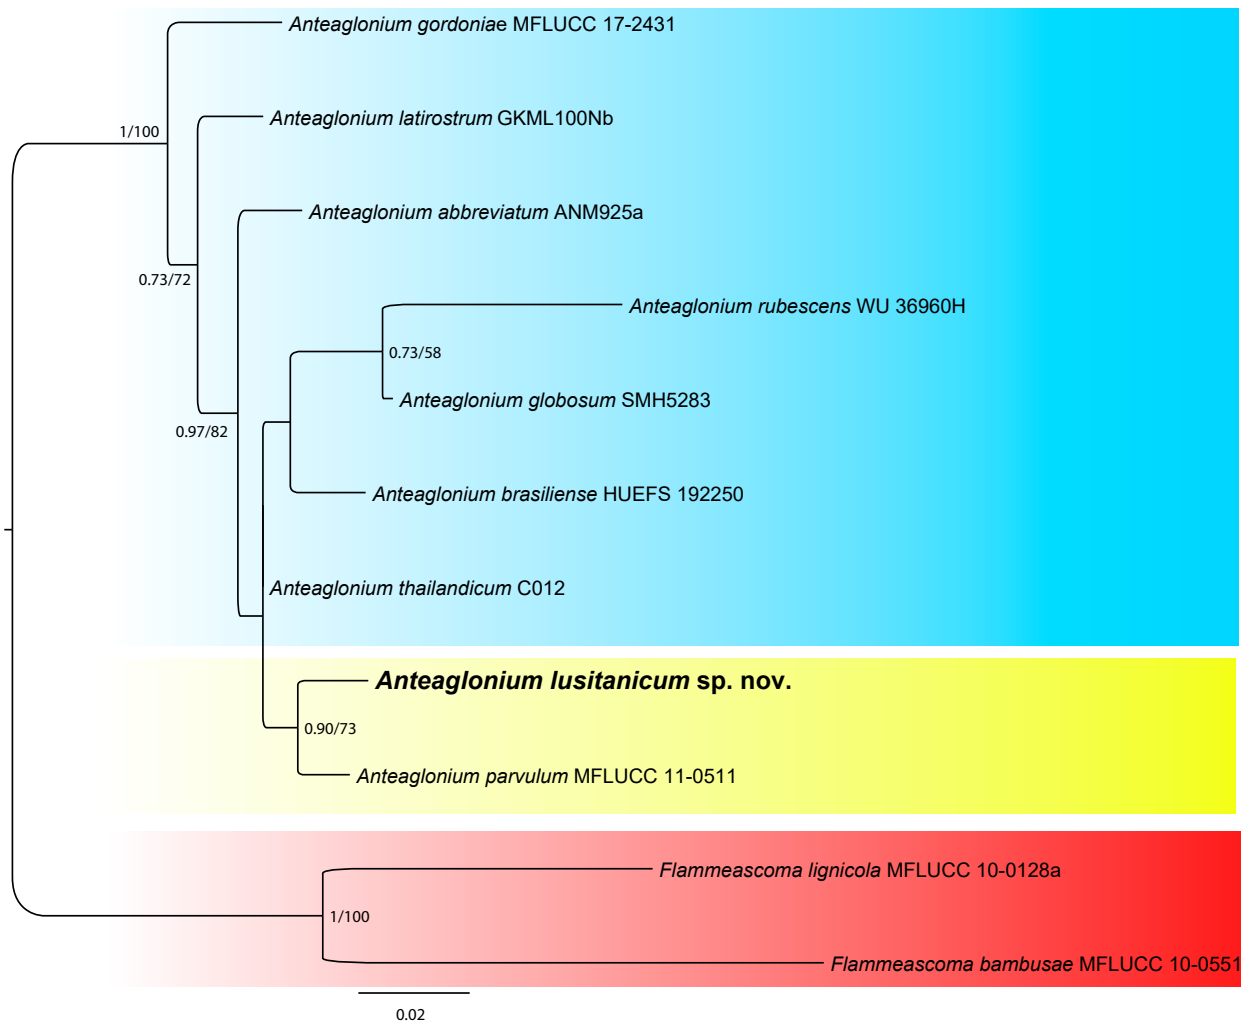 Anteaglonium gordoniae MFLUCC 17-2431
Anteaglonium latirostrum GKML100Nb
1/100
Anteaglonium abbreviatum ANM925a
0.73/72
Anteaglonium rubescens WU 36960H
0.73/58
Anteaglonium globosum SMH5283
0.97/82
Anteaglonium brasiliense HUEFS 192250
Anteaglonium thailandicum C012
Anteaglonium lusitanicum sp. nov.
0.90/73
Anteaglonium parvulum MFLUCC 11-0511
Flammeascoma lignicola MFLUCC 10-0128a
1/100
Flammeascoma bambusae MFLUCC 10-0551
0.02